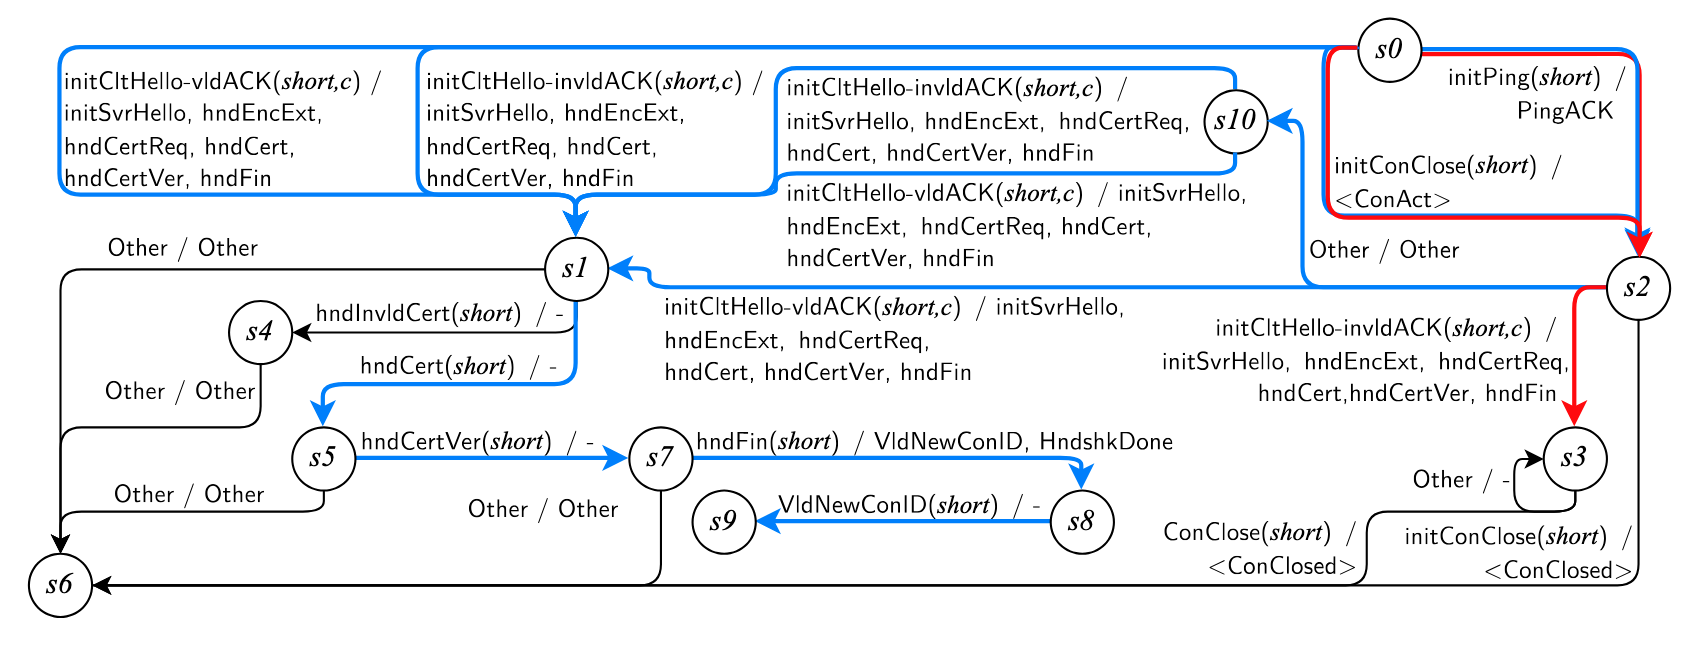 s0
initPing(short) /
PingACK
initCltHello-vldACK(short,c) /
initSvrHello, hndEncExt,
hndCertReq, hndCert,
hndCertVer, hndFin
initCltHello-invldACK(short,c) /
initSvrHello, hndEncExt,
hndCertReq, hndCert,
hndCertVer, hndFin
initCltHello-invldACK(short,c) /
initSvrHello, hndEncExt, hndCertReq,
hndCert, hndCertVer, hndFin
s10
initConClose(short) /
<ConAct>
initCltHello-vldACK(short,c) / initSvrHello,
hndEncExt, hndCertReq, hndCert,
hndCertVer, hndFin
Other / Other
Other / Other
s1
s2
initCltHello-vldACK(short,c) / initSvrHello,
hndEncExt, hndCertReq,
hndCert, hndCertVer, hndFin
hndInvldCert(short) / -
s4
initCltHello-invldACK(short,c) /
initSvrHello, hndEncExt, hndCertReq,
hndCert,hndCertVer, hndFin
hndCert(short) / -
Other / Other
s5
hndCertVer(short) / -
s7
hndFin(short) / VldNewConID, HndshkDone
s3
Other / -
Other / Other
Other / Other
s9
VldNewConID(short) / -
s8
ConClose(short) /
<ConClosed>
initConClose(short) /
<ConClosed>
s6